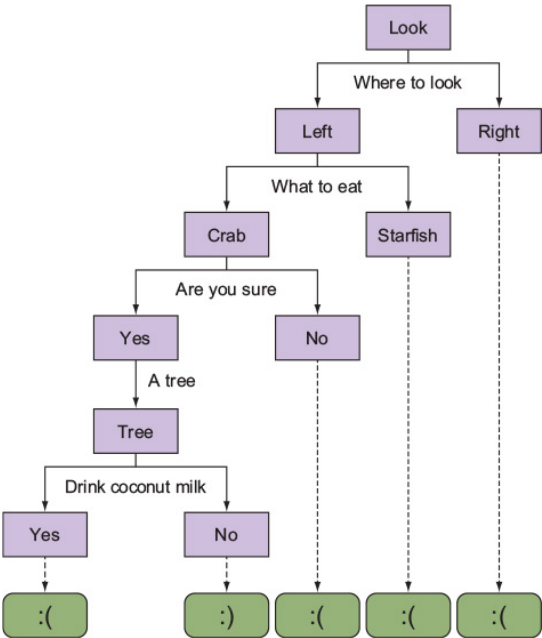 Look
Where to look
Left
Right
What to eat
Crab
Starfish
Are you sure
Yes
No
A tree
Tree
Drink coconut milk
Yes
No
:(
:)
:(
:(
:(